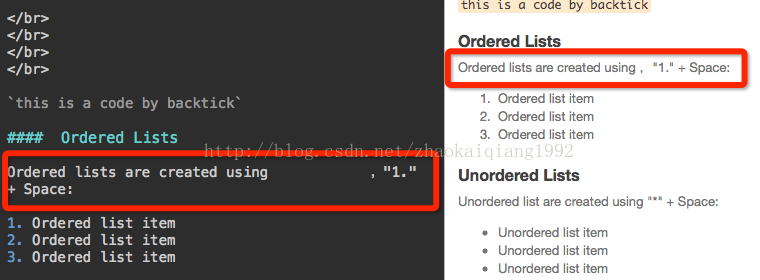 </br>
</br>
</br>
</br>
`this is a code by backtick`
#### Ordered Lists
Ordered lists are created using , "1."
+ Space:
1. Ordered list item
2. Ordered list item
3. Ordered list item
this is a code by backtick
Ordered Lists
Ordered lists are created using , "1." + Space:
1. Ordered list item
2. Ordered list item
3. Ordered list item
Unordered Lists
Unordered list are created using "*" + Space:
• Unordered list item
• Unordered list item
• Unordered list item
http://blog.csdn.net/zhaokaiqiang1992